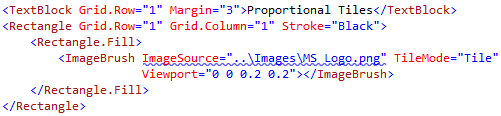 <TextBlock Grid.Row="1" Margin="3">Proportional Tiles</TextBlock>
<Rectangle Grid.Row="1" Grid.Column="1" Stroke="Black">
<Rectangle.Fill>
<ImageBrush ImageSource="..\Images\MS_Logo.png" TileMode="Tile"
Viewport="0 0 0.2 0.2"></ImageBrush>
</Rectangle.Fill>
</Rectangle>